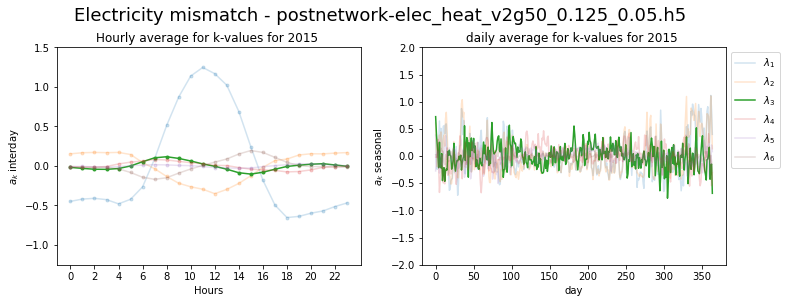 Electricity mismatch - postnetwork-elec_heat_v2g50_0.125_0.05.h5
Hourly average for k-values for 2015
1.5
1.0
0.5
0.0
−0.5
−1.0
a_k interday
0 2 4 6 8 10 12 14 16 18 20 22
Hours
daily average for k-values for 2015
2.0
1.5
1.0
0.5
0.0
−0.5
−1.0
−1.5
−2.0
a_k seasonal
0 50 100 150 200 250 300 350
day
λ₁
λ₂
λ₃
λ₄
λ₅
λ₆